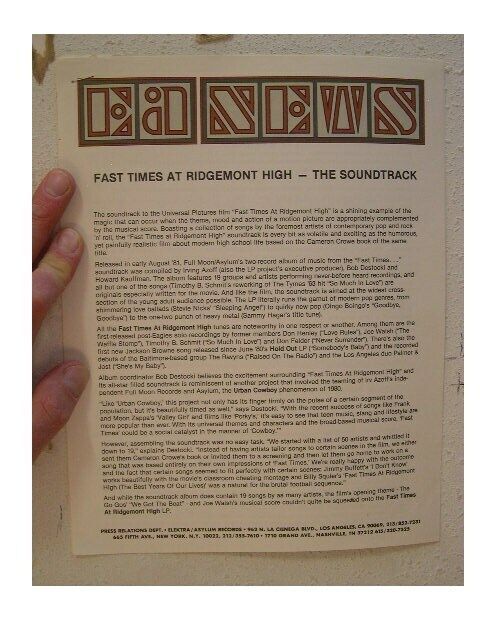 E/A NEWS
FAST TIMES AT RIDGEMONT HIGH — THE SOUNDTRACK
The soundtrack to the Universal Pictures film "Fast Times At Ridgemont High" is a shining example of the
magic that can occur when the theme, mood and action of a motion picture are appropriately complemented
by the musical score. Boasting a collection of songs by the foremost artists of contemporary pop and rock
'n' roll, the "Fast Times at Ridgemont High" soundtrack is every bit as volatile and exciting as the humorous,
yet painfully realistic film about modern high school life based on the Cameron Crowe book of the same
title.
Released in early August '81, Full Moon/Asylum's two-record album of music from the "Fast Times. . ."
soundtrack was compiled by Irving Azoff (also the LP project's executive producer), Bob Destocki and
Howard Kaufman. The album features 19 groups and artists performing never-before heard recordings, and
all but one of the songs (Timothy B. Schmit's reworking of The Tymes '63 hit "So Much In Love") are
originals especially written for the movie. And like the film, the soundtrack is aimed at the widest cross-
section of the young adult audience possible. The LP literally runs the gamut of modern pop genres, from
shimmering love ballads (Stevie Nicks' "Sleeping Angel") to quirky new pop (Oingo Boingo's "Goodbye,
Goodbye") to the one-two punch of heavy metal (Sammy Hagar's title tune).
All the Fast Times At Ridgemont High tunes are noteworthy in one respect or another. Among them are the
first released post-Eagles solo recordings by former members Don Henley ("Love Rules"), Joe Walsh ("The
Waffle Stomp"), Timothy B. Schmit ("So Much In Love") and Don Felder ("Never Surrender"). There's also the
first new Jackson Browne song released since June '80's Hold Out LP ("Somebody's Baby") and the recorded
debuts of the Baltimore-based group The Ravyns ("Raised On The Radio") and the Los Angeles duo Palmer &
Jost ("She's My Baby").
Album coordinator Bob Destocki believes the excitement surrounding "Fast Times At Ridgemont High" and
its all-star filled soundtrack is reminiscent of another project that involved the teaming of Irv Azoff's inde-
pendent Full Moon Records and Asylum, the Urban Cowboy phenomenon of 1980.
"Like 'Urban Cowboy', this project not only has its finger firmly on the pulse of a certain segment of the
population, but it's beautifully timed as well," says Destocki. "With the recent success of songs like Frank
and Moon Zappa's 'Valley Girl' and films like 'Porky's', it's easy to see that teen music, slang and lifestyle are
more popular than ever. With its universal themes and characters and the broad-based musical score, 'Fast
Times' could be a social catalyst in the manner of 'Cowboy.'"
However, assembling the soundtrack was no easy task. "We started with a list of 50 artists and whittled it
down to 19," explains Destocki. "Instead of having artists tailor songs to certain scenes in the film, we either
sent them Cameron Crowe's book or invited them to a screening and then let them go home to work on a
song that was based entirely on their own impressions of 'Fast Times'. We're really happy with the outcome
and the fact that certain songs seemed to fit perfectly with certain scenes: Jimmy Buffett's 'I Don't Know'
works beautifully with the movie's classroom cheating montage and Billy Squier's 'Fast Times At Ridgemont
High (The Best Years Of Our Lives)' was a natural for the brutal football sequence."
And while the soundtrack album does contain 19 songs by as many artists, the film's opening theme - The
Go Gos' "We Got The Beat" - and Joe Walsh's musical score couldn't quite be squeezed onto the Fast Times
At Ridgemont High LP.
PRESS RELATIONS DEPT. • ELEKTRA/ASYLUM RECORDS • 962 N. LA CIENEGA BLVD., LOS ANGELES, CA 90069, 213/655-7231
665 FIFTH AVE., NEW YORK, N.Y. 10022, 212/355-7610 • 1710 GRAND AVE., NASHVILLE, TN 37212 615/320-7525